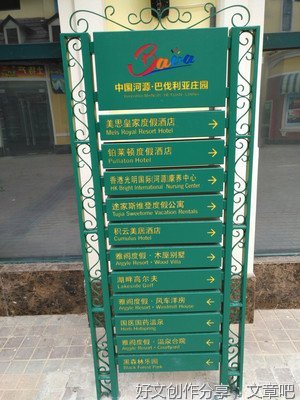 Bava
中国河源·巴伐利亚庄园
美思皇家度假酒店
Meis Royal Resort Hotel
铂莱顿度假酒店
Hotel
香港光明国际(河源)康养中心
HK Bright International Nursing Center
途家斯维登度假公寓
Tujia Sweetome Vacation Rentals
积云美居酒店
Cumulus Hotel
雅阁度假·木屋别墅
Argyle Resort · Wood Villa
湖畔高尔夫
Lakeside Golf
雅阁度假·风车洋房
Argyle Resort · Windmill House
国医国药温泉
Herb Hotspring
雅阁度假·温泉合院
Argyle Resort · Courtyard
黑森林乐园
Black Forest Park
好文创作分享，文章吧